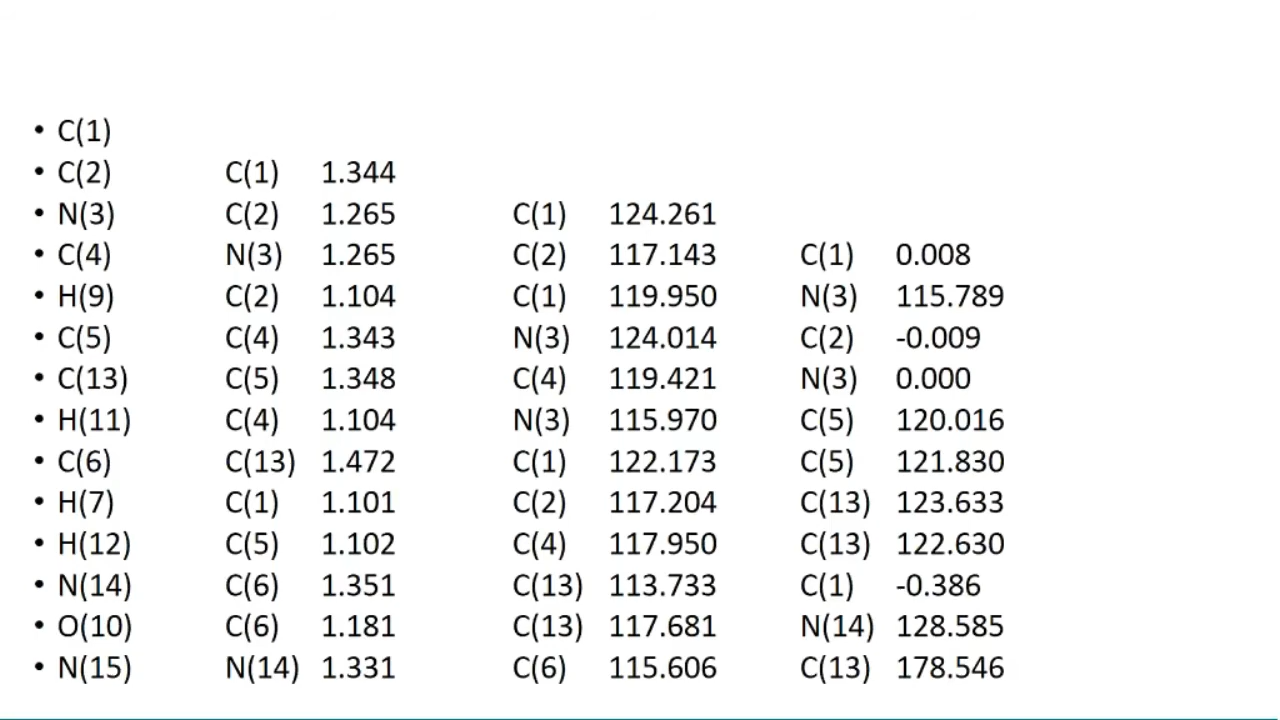 • C(1)
• C(2) C(1) 1.344
• N(3) C(2) 1.265 C(1) 124.261
• C(4) N(3) 1.265 C(2) 117.143 C(1) 0.008
• H(9) C(2) 1.104 C(1) 119.950 N(3) 115.789
• C(5) C(4) 1.343 N(3) 124.014 C(2) -0.009
• C(13) C(5) 1.348 C(4) 119.421 N(3) 0.000
• H(11) C(4) 1.104 N(3) 115.970 C(5) 120.016
• C(6) C(13) 1.472 C(1) 122.173 C(5) 121.830
• H(7) C(1) 1.101 C(2) 117.204 C(13) 123.633
• H(12) C(5) 1.102 C(4) 117.950 C(13) 122.630
• N(14) C(6) 1.351 C(13) 113.733 C(1) -0.386
• O(10) C(6) 1.181 C(13) 117.681 N(14) 128.585
• N(15) N(14) 1.331 C(6) 115.606 C(13) 178.546